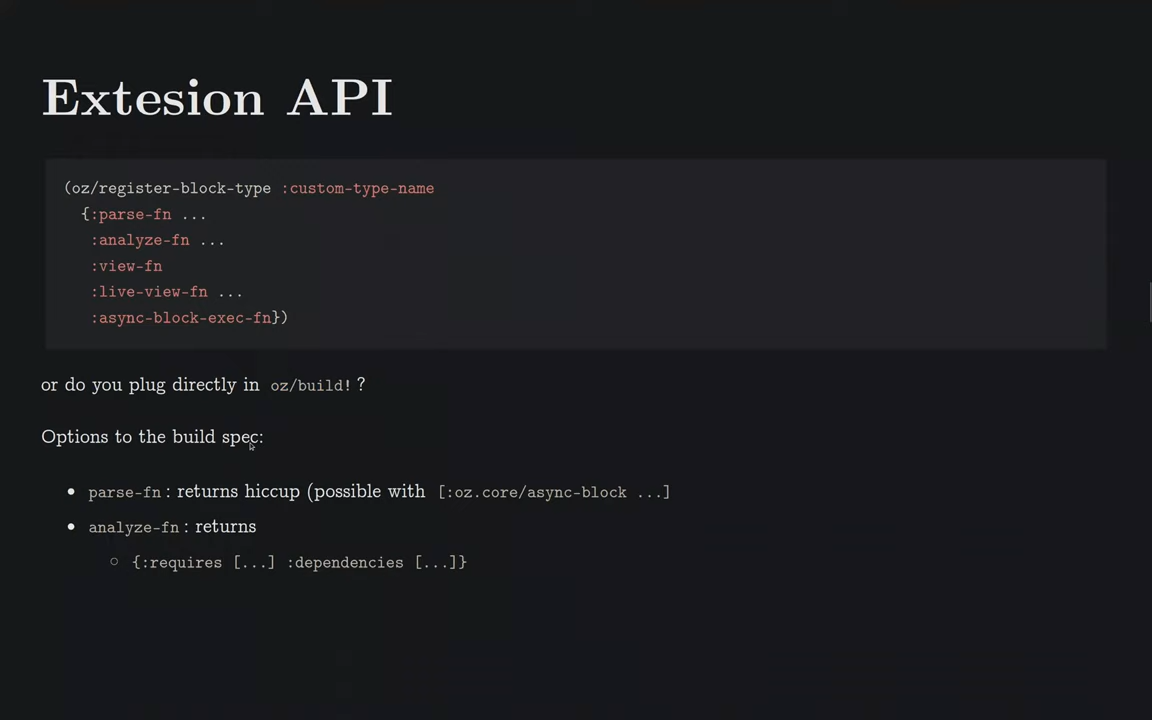 Extesion API
(oz/register-block-type :custom-type-name
{:parse-fn ...
:analyze-fn ...
:view-fn
:live-view-fn ...
:async-block-exec-fn})
or do you plug directly in oz/build! ?
Options to the build spec:
• parse-fn : returns hiccup (possible with [:oz.core/async-block ...]
• analyze-fn : returns
○ {:requires [...] :dependencies [...]}